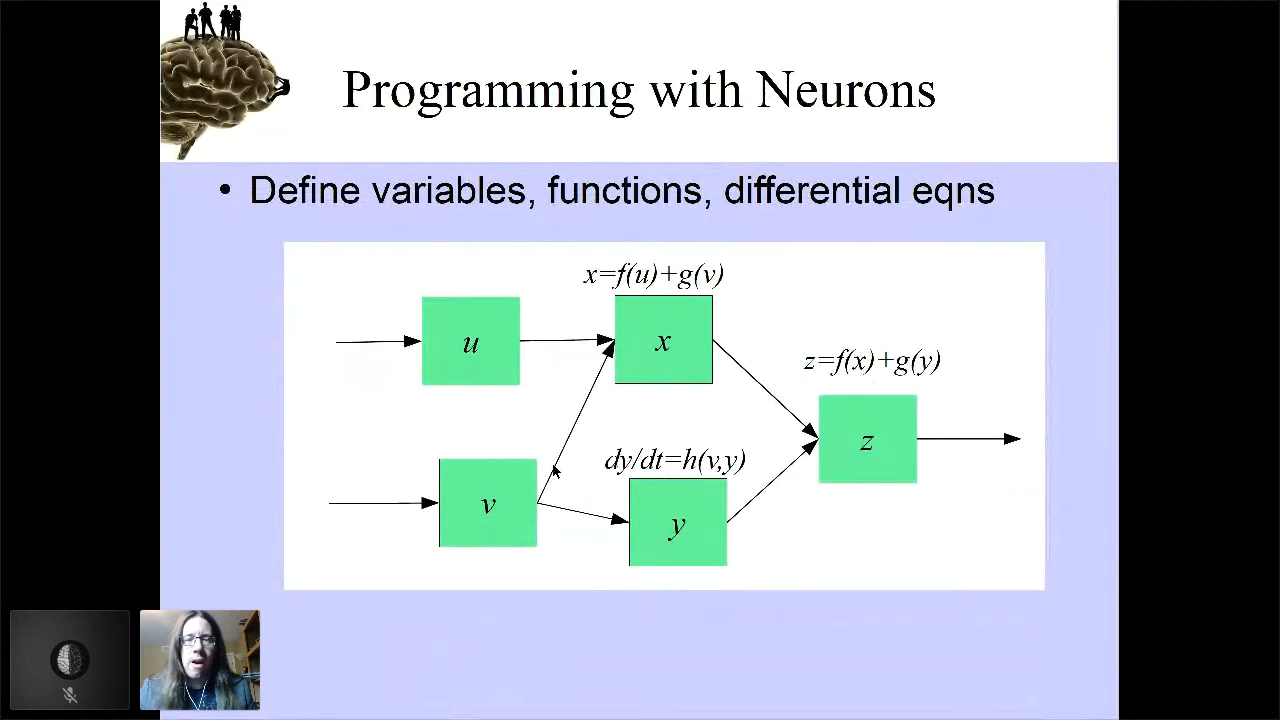 Programming with Neurons
• Define variables, functions, differential eqns
x=f(u)+g(v)
u
x
z=f(x)+g(y)
z
dy/dt=h(v,y)
v
y